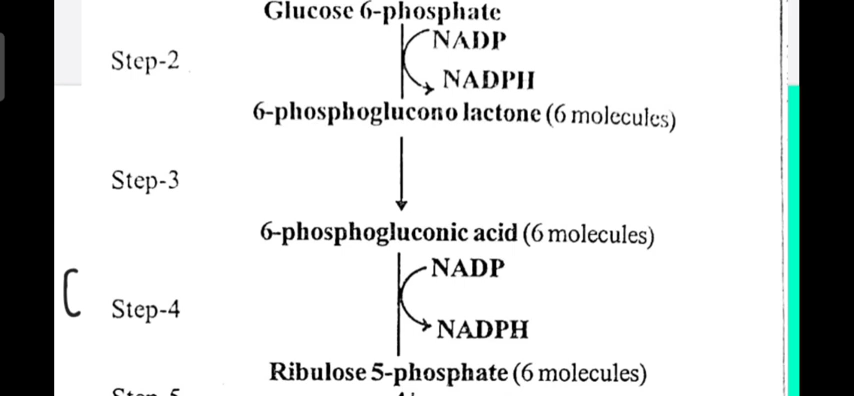 Glucose 6-phosphate
NADP
Step-2
NADPH
6-phosphoglucono lactone (6 molecules)
Step-3
6-phosphogluconic acid (6 molecules)
NADP
C
Step-4
NADPH
Ribulose 5-phosphate (6 molecules)